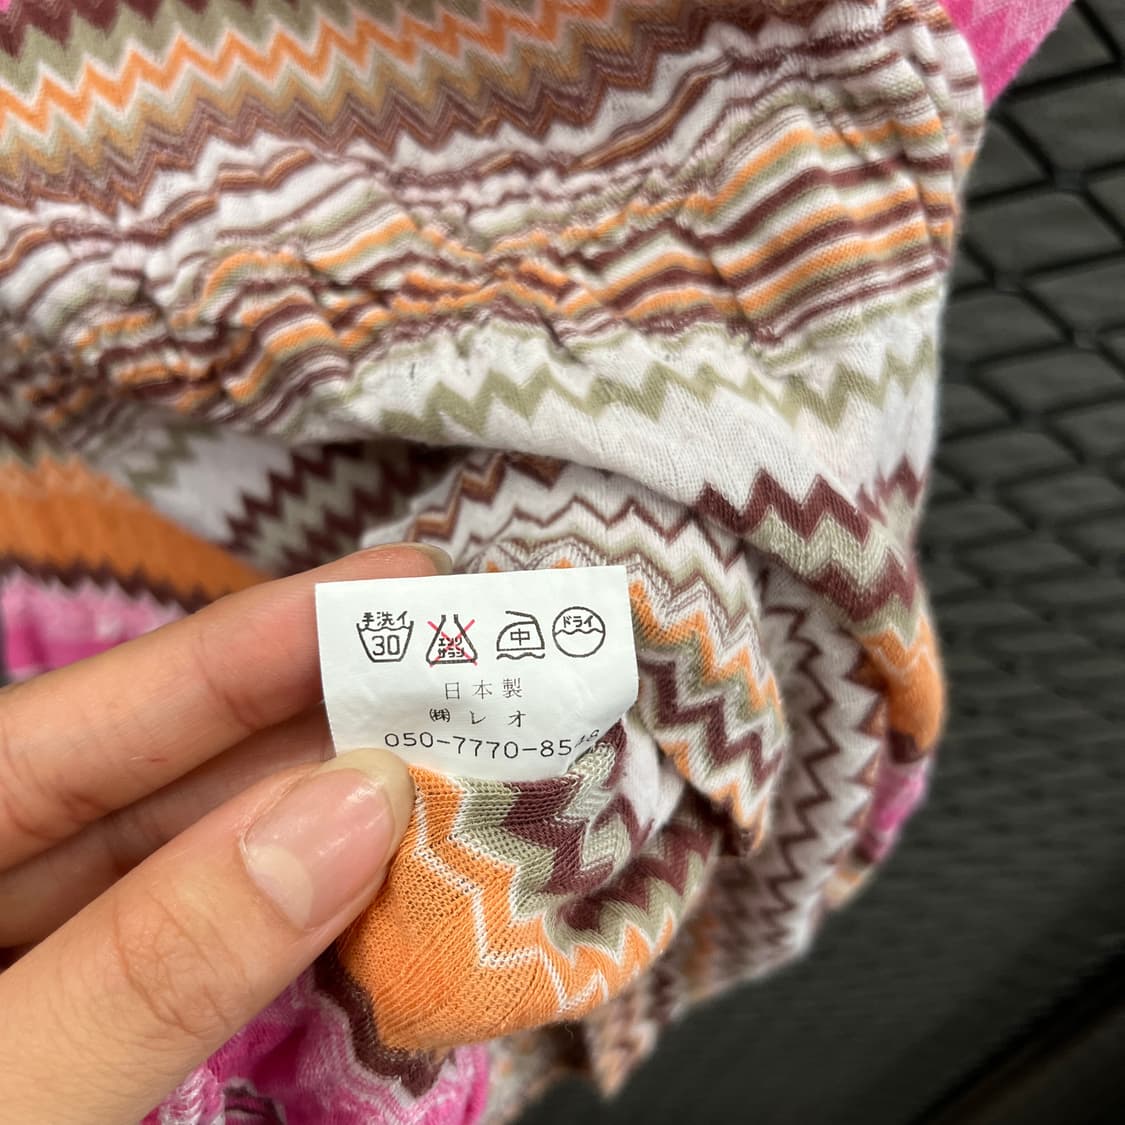 手洗イ 30 エンソサラシ 中 ドライ
日本製
㈱レオ
050-7770-85